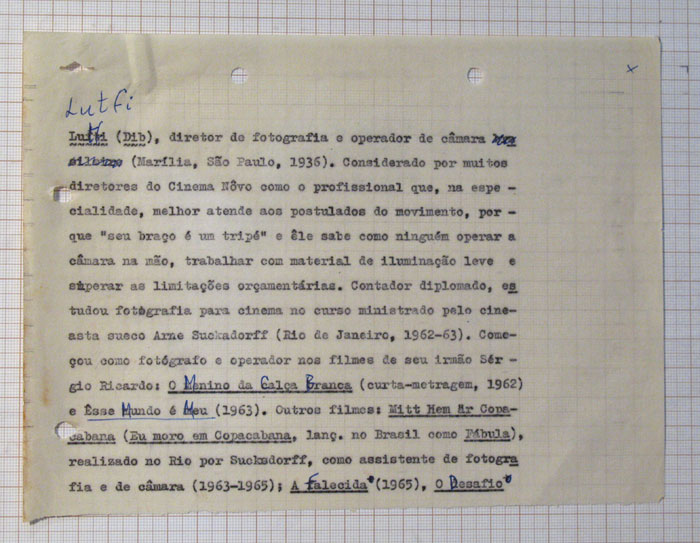 x
Lutfi
Lutfi (Dib), diretor de fotografia e operador de câmara
(Marília, São Paulo, 1936). Considerado por muitos
diretores do Cinema Nôvo como o profissional que, na espe -
cialidade, melhor atende aos postulados do movimento, por -
que "seu braço é um tripé" e êle sabe como ninguém operar a
câmara na mão, trabalhar com material de iluminação leve e
superar as limitações orçamentárias. Contador diplomado, es
tudou fotografia para cinema no curso ministrado pelo cine-
asta sueco Arne Suckadorff (Rio de Janeiro, 1962-63). Come-
çou como fotógrafo e operador nos filmes de seu irmão Sér -
gio Ricardo: O Menino da Calça Branca (curta-metragem, 1962)
e Êsse Mundo é Meu (1963). Outros filmes: Mitt Hem Är Copa-
cabana (Eu moro em Copacabana, lanç. no Brasil como Fábula),
realizado no Rio por Sucksdorff, como assistente de fotogra
fia e de câmara (1963-1965); A Falecida (1965), O Desafio